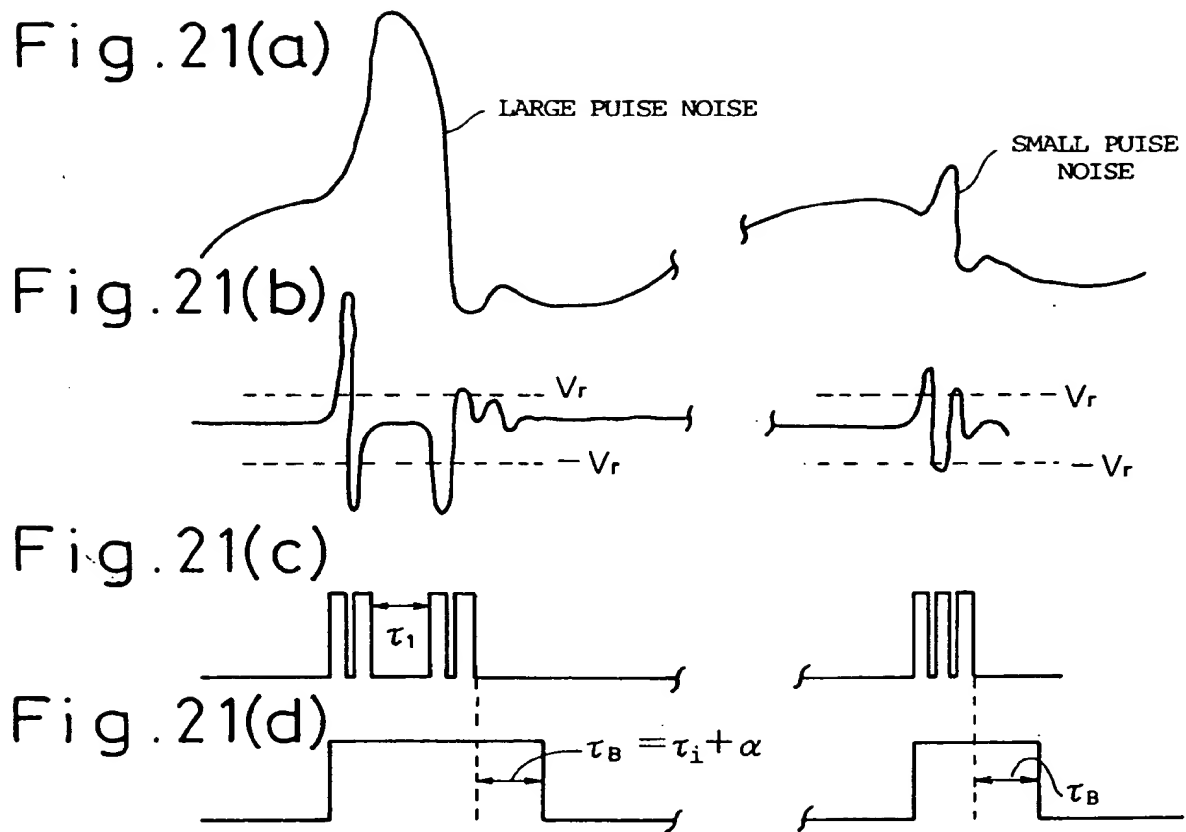 Fig.21(a)
LARGE PUISE NOISE
SMALL PUISE
NOISE
Fig.21(b)
Vr
Vr
−Vr
−Vr
Fig.21(c)
τ1
Fig.21(d)
τB = τi + α
τB